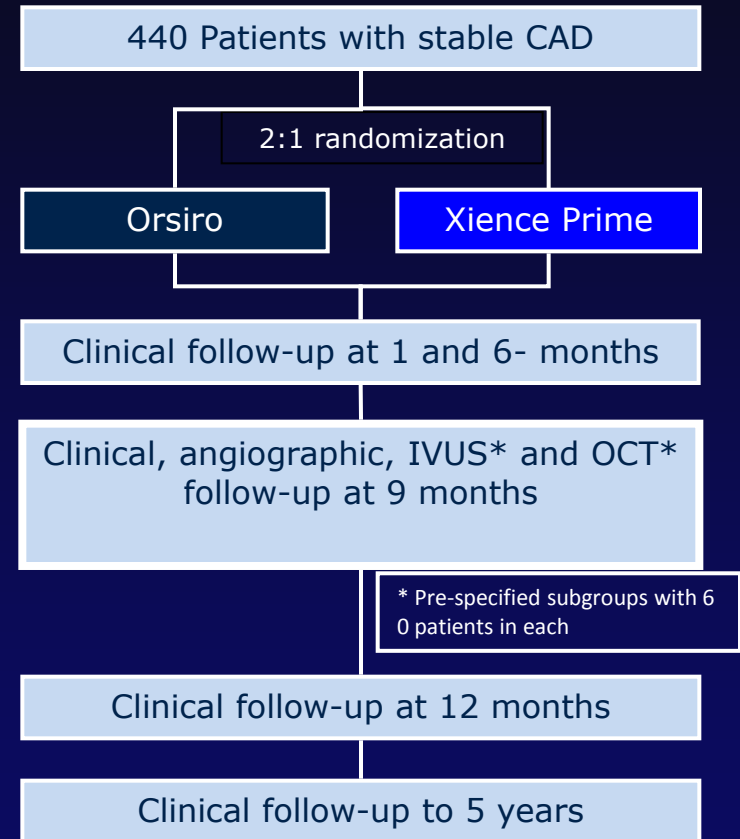 440 Patients with stable CAD
2:1 randomization
Orsiro
Xience Prime
Clinical follow-up at 1 and 6- months
Clinical, angiographic, IVUS* and OCT*
follow-up at 9 months
* Pre-specified subgroups with 6
0 patients in each
Clinical follow-up at 12 months
Clinical follow-up to 5 years